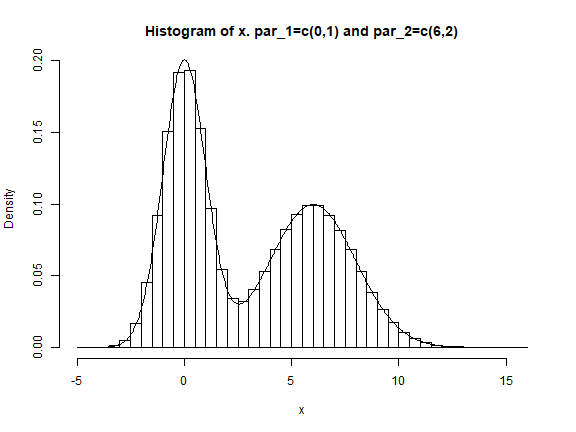 Histogram of x. par_1=c(0,1) and par_2=c(6,2)
Density
0.20
0.15
0.10
0.05
0.00
-5 0 5 10 15
x